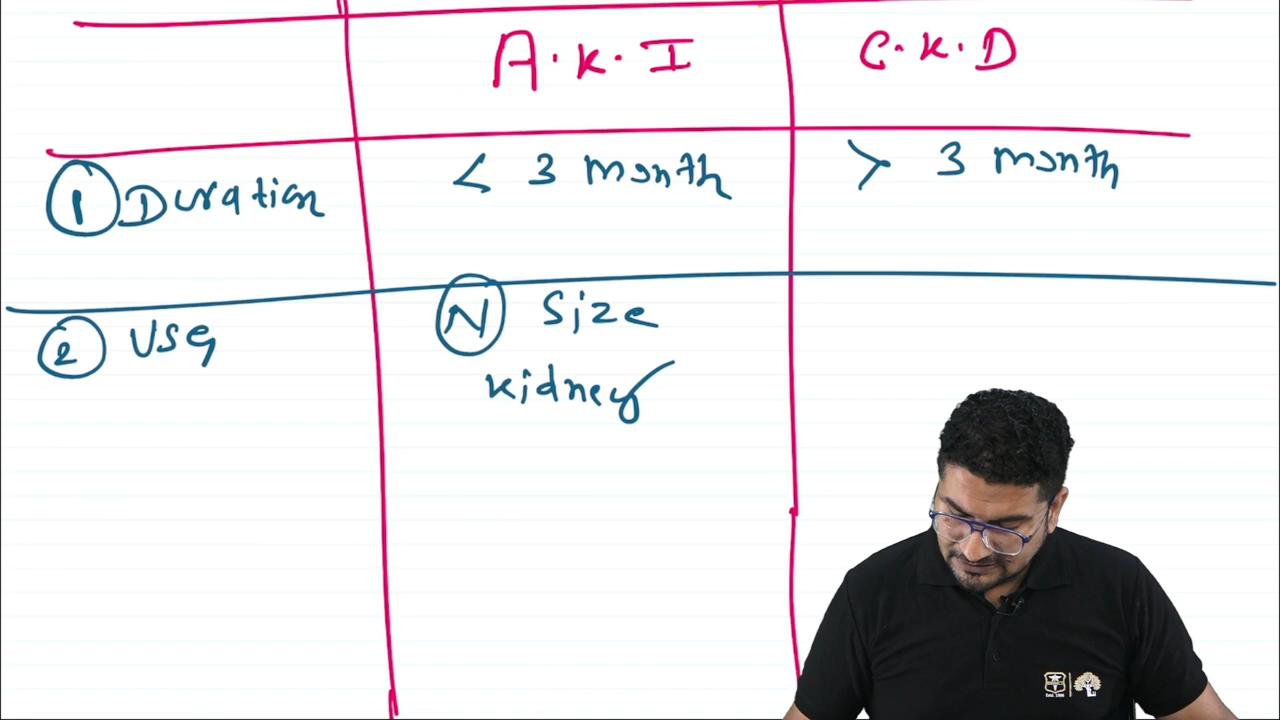 A.K.I
C.K.D
1 Duration
< 3 month
> 3 month
2 USG
N Size
kidney